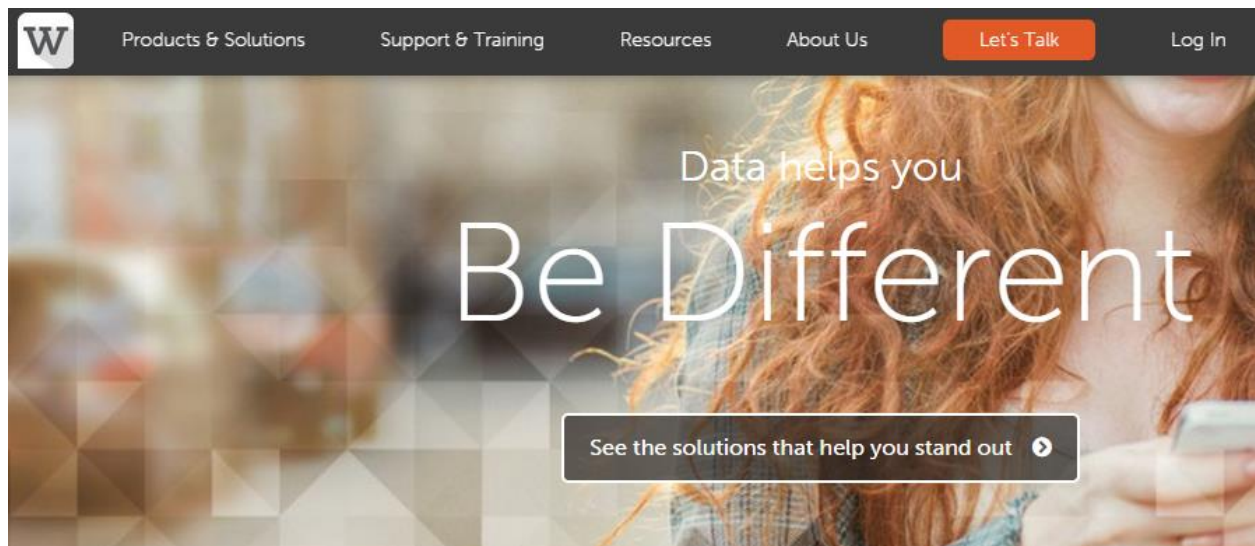 W Products & Solutions Support & Training Resources About Us Let's Talk Log In
Data helps you
Be Different
See the solutions that help you stand out